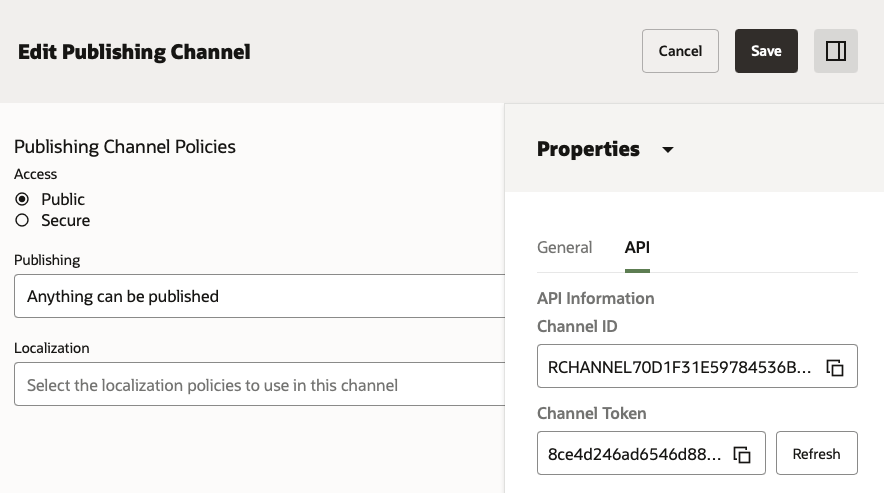 Edit Publishing Channel
Cancel
Save
Publishing Channel Policies
Access
Public
Secure
Publishing
Anything can be published
Localization
Select the localization policies to use in this channel
Properties
General
API
API Information
Channel ID
RCHANNEL70D1F31E59784536B...
Channel Token
8ce4d246ad6546d88...
Refresh